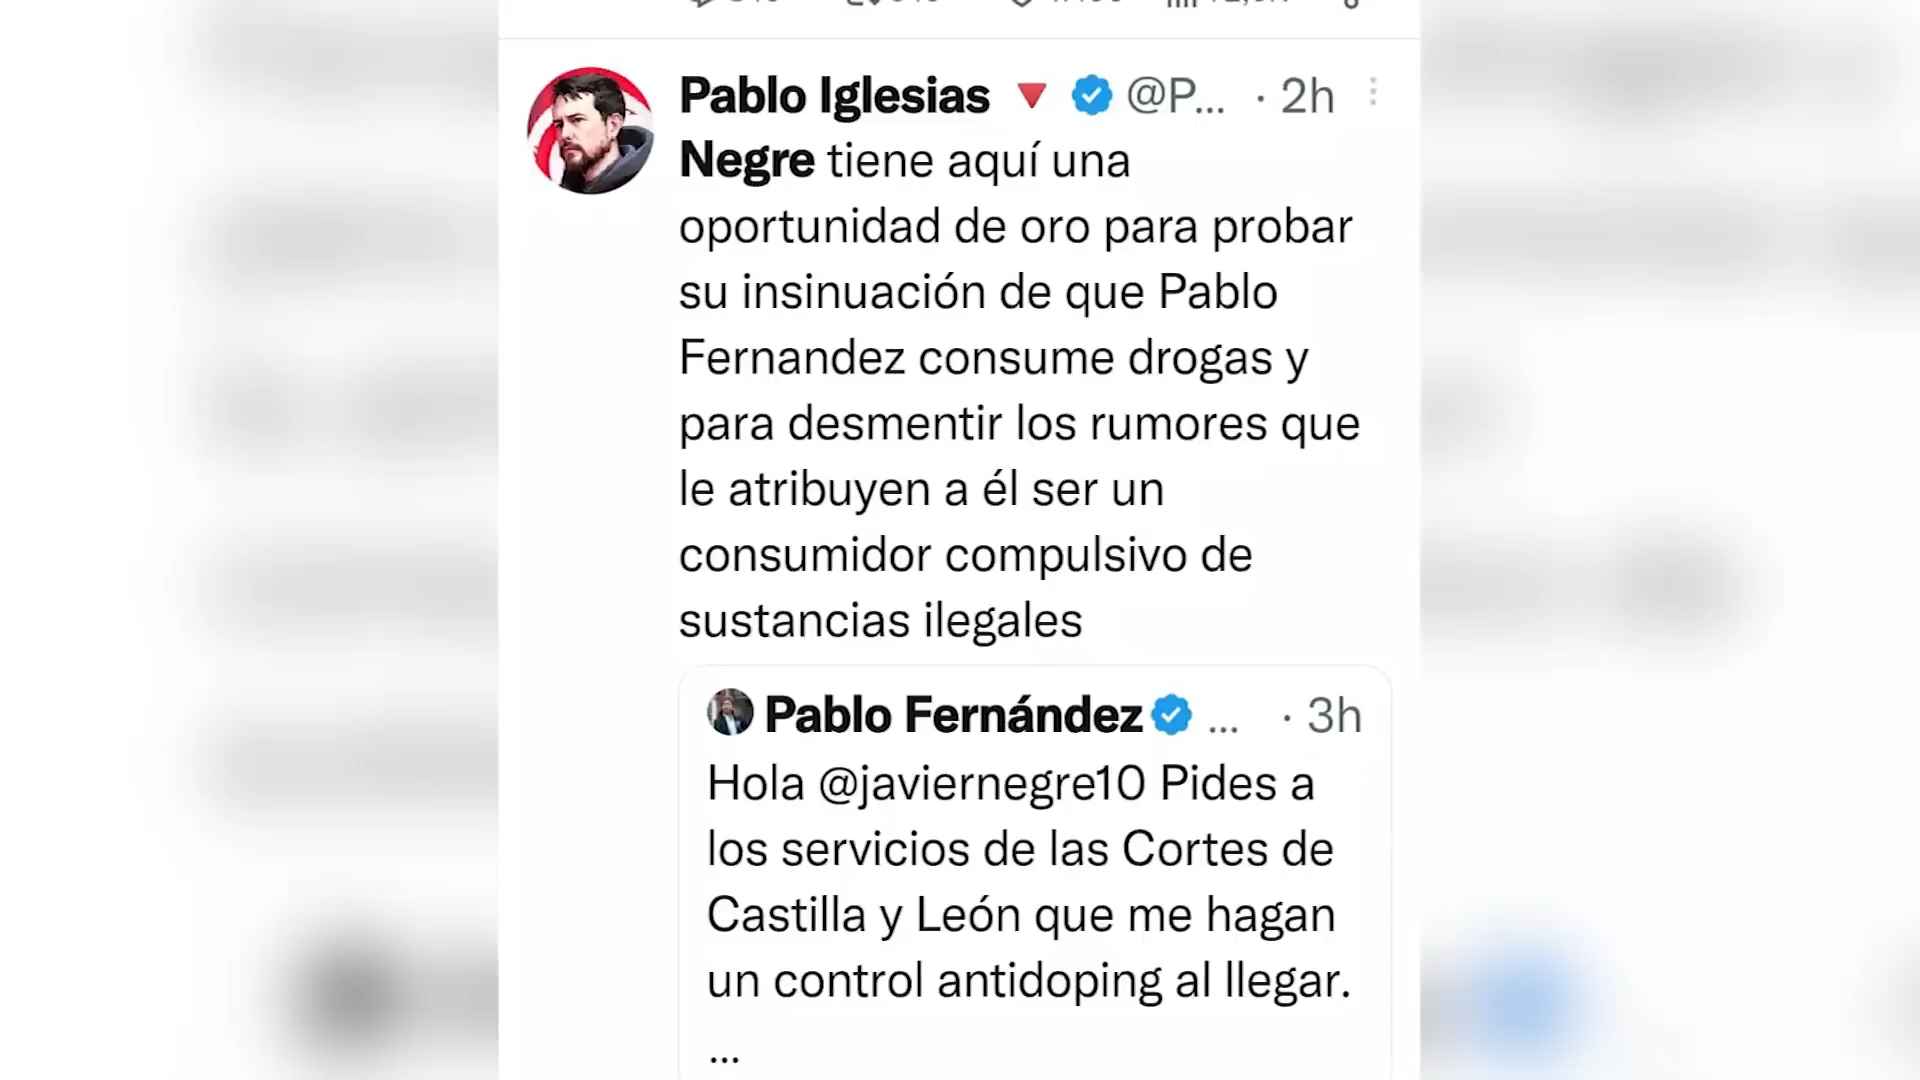 Pablo Iglesias 🔻 @P... · 2h
Negre tiene aquí una
oportunidad de oro para probar
su insinuación de que Pablo
Fernandez consume drogas y
para desmentir los rumores que
le atribuyen a él ser un
consumidor compulsivo de
sustancias ilegales
Pablo Fernández ... · 3h
Hola @javiernegre10 Pides a
los servicios de las Cortes de
Castilla y León que me hagan
un control antidoping al llegar.
...